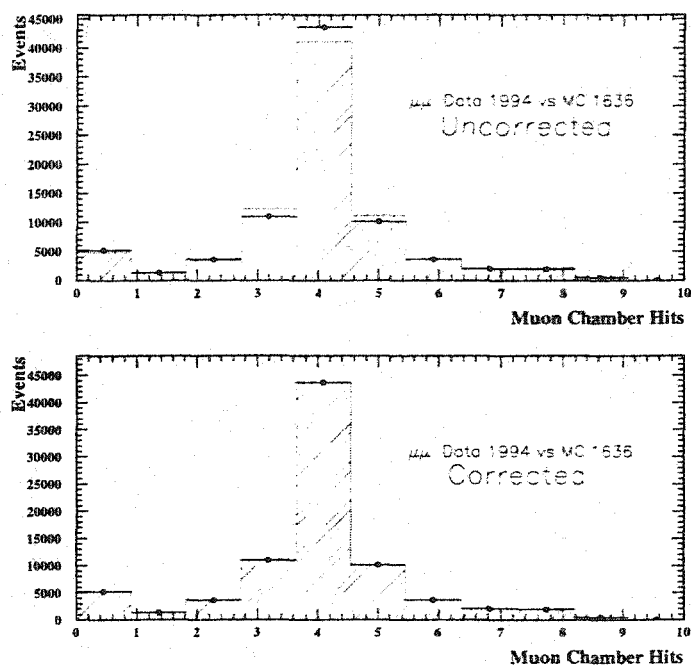 Events
45000
40000
35000
30000
25000
20000
15000
10000
5000
0
μμ Data 1994 vs MC 1636
Uncorrected
0 1 2 3 4 5 6 7 8 9 10
Muon Chamber Hits
Events
45000
40000
35000
30000
25000
20000
15000
10000
5000
0
μμ Data 1994 vs MC 1636
Corrected
0 1 2 3 4 5 6 7 8 9 10
Muon Chamber Hits